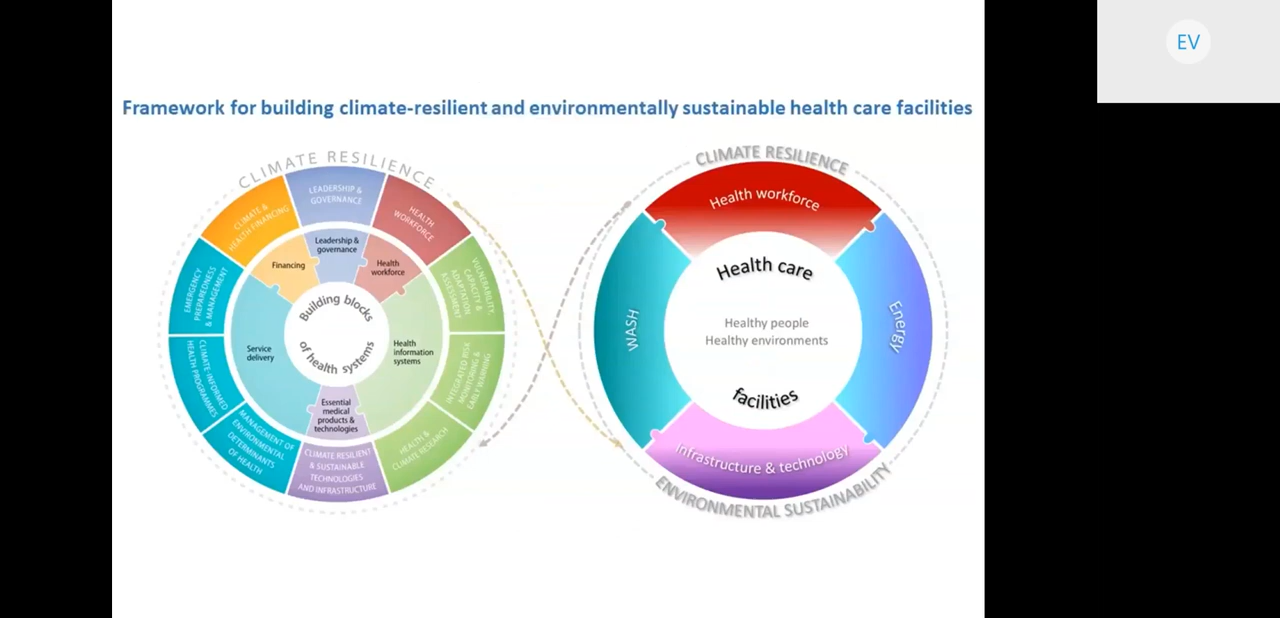 EV
Framework for building climate-resilient and environmentally sustainable health care facilities
CLIMATE RESILIENCE
LEADERSHIP &
GOVERNANCE
HEALTH
WORKFORCE
VULNERABILITY,
CAPACITY &
ADAPTATION
ASSESSMENT
INTEGRATED RISK
MONITORING &
EARLY WARNING
HEALTH &
CLIMATE RESEARCH
CLIMATE RESILIENT
& SUSTAINABLE
TECHNOLOGIES
AND INFRASTRUCTURE
MANAGEMENT OF
ENVIRONMENTAL
DETERMINANTS
OF HEALTH
CLIMATE-INFORMED
HEALTH PROGRAMMES
EMERGENCY
PREPAREDNESS
& MANAGEMENT
CLIMATE &
HEALTH FINANCING
Leadership &
governance
Health
workforce
Health
information
systems
Essential
medical
products &
technologies
Service
delivery
Financing
Building blocks
of health systems
CLIMATE RESILIENCE
Health workforce
Energy
Infrastructure & technology
WASH
Health care
Healthy people
Healthy environments
facilities
ENVIRONMENTAL SUSTAINABILITY